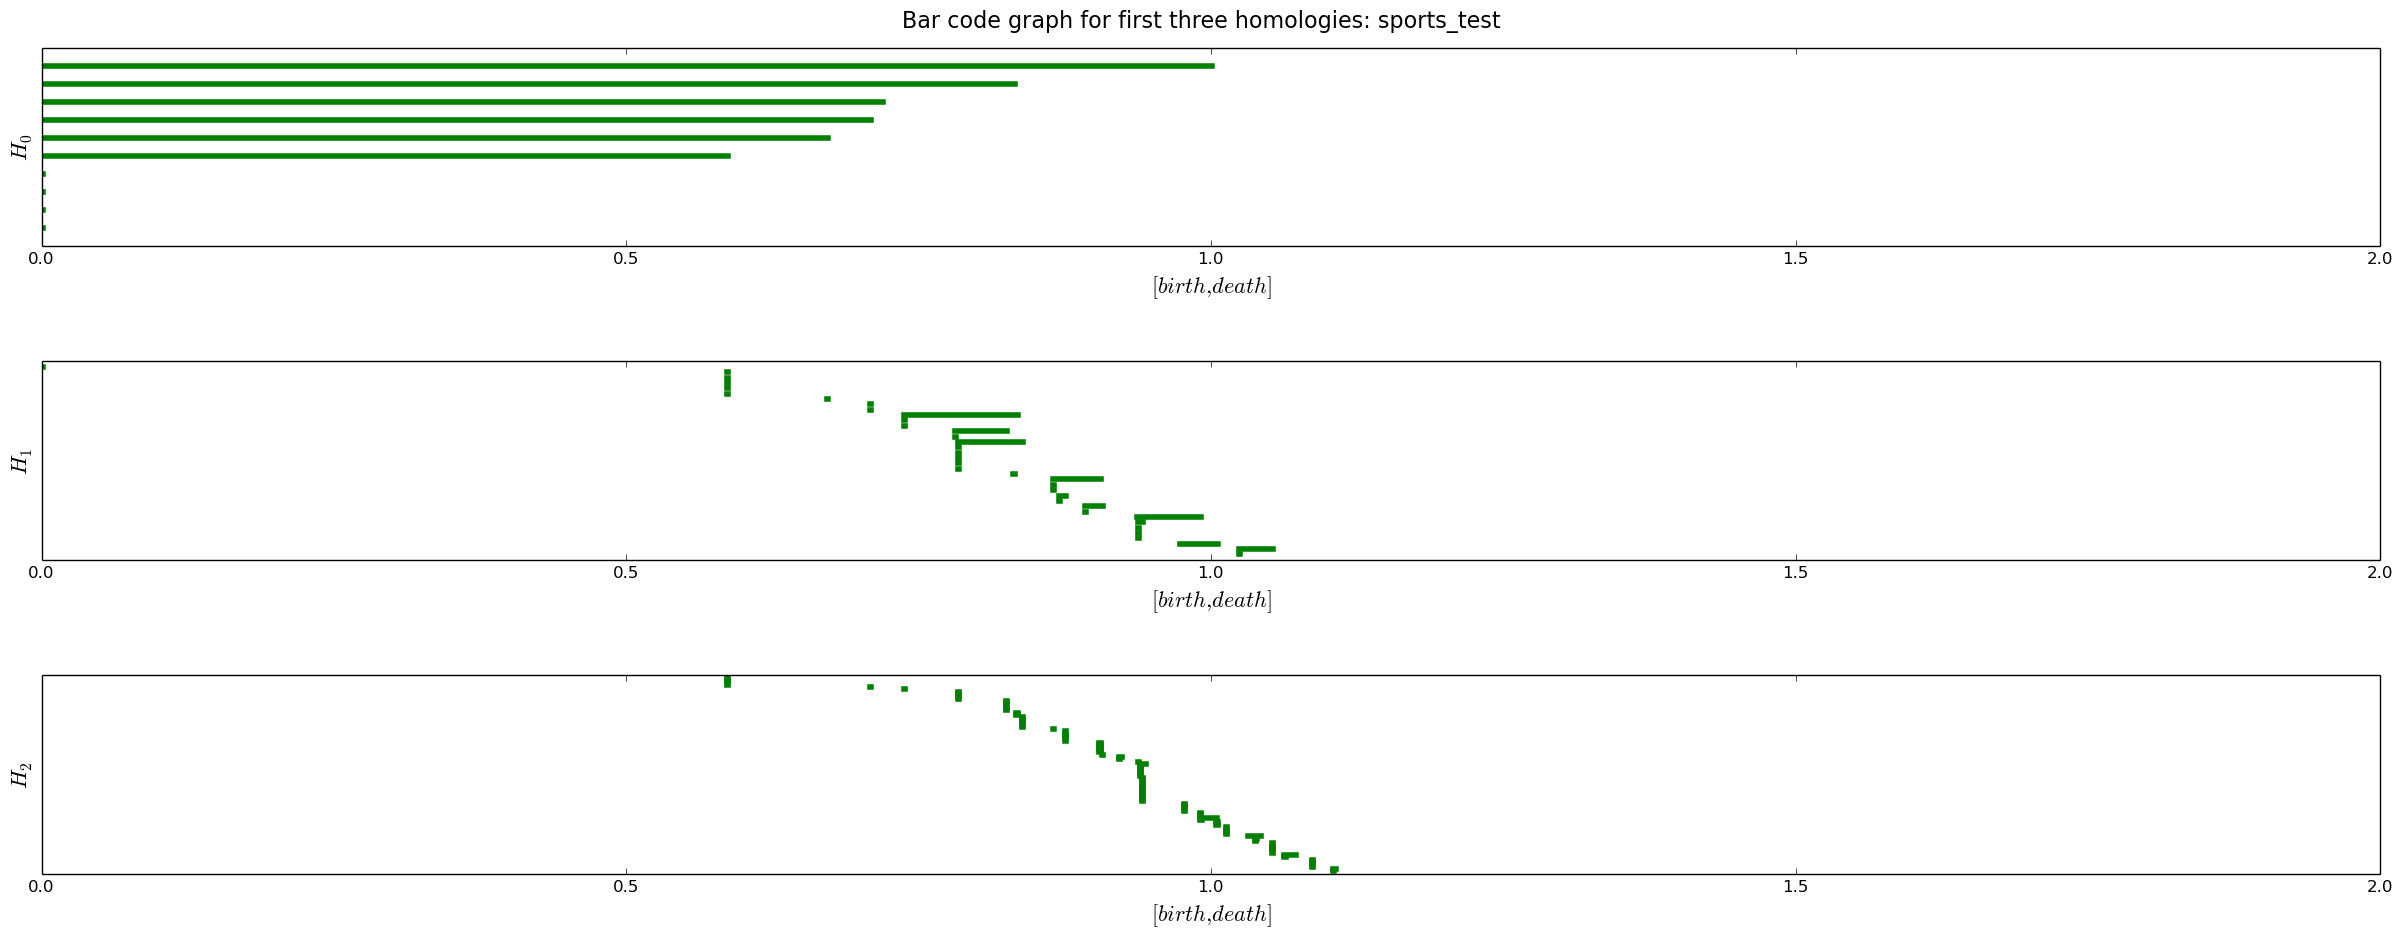 Bar code graph for first three homologies: sports_test
H₀
0.0 0.5 1.0 1.5 2.0
[birth,death]
H₁
0.0 0.5 1.0 1.5 2.0
[birth,death]
H₂
0.0 0.5 1.0 1.5 2.0
[birth,death]